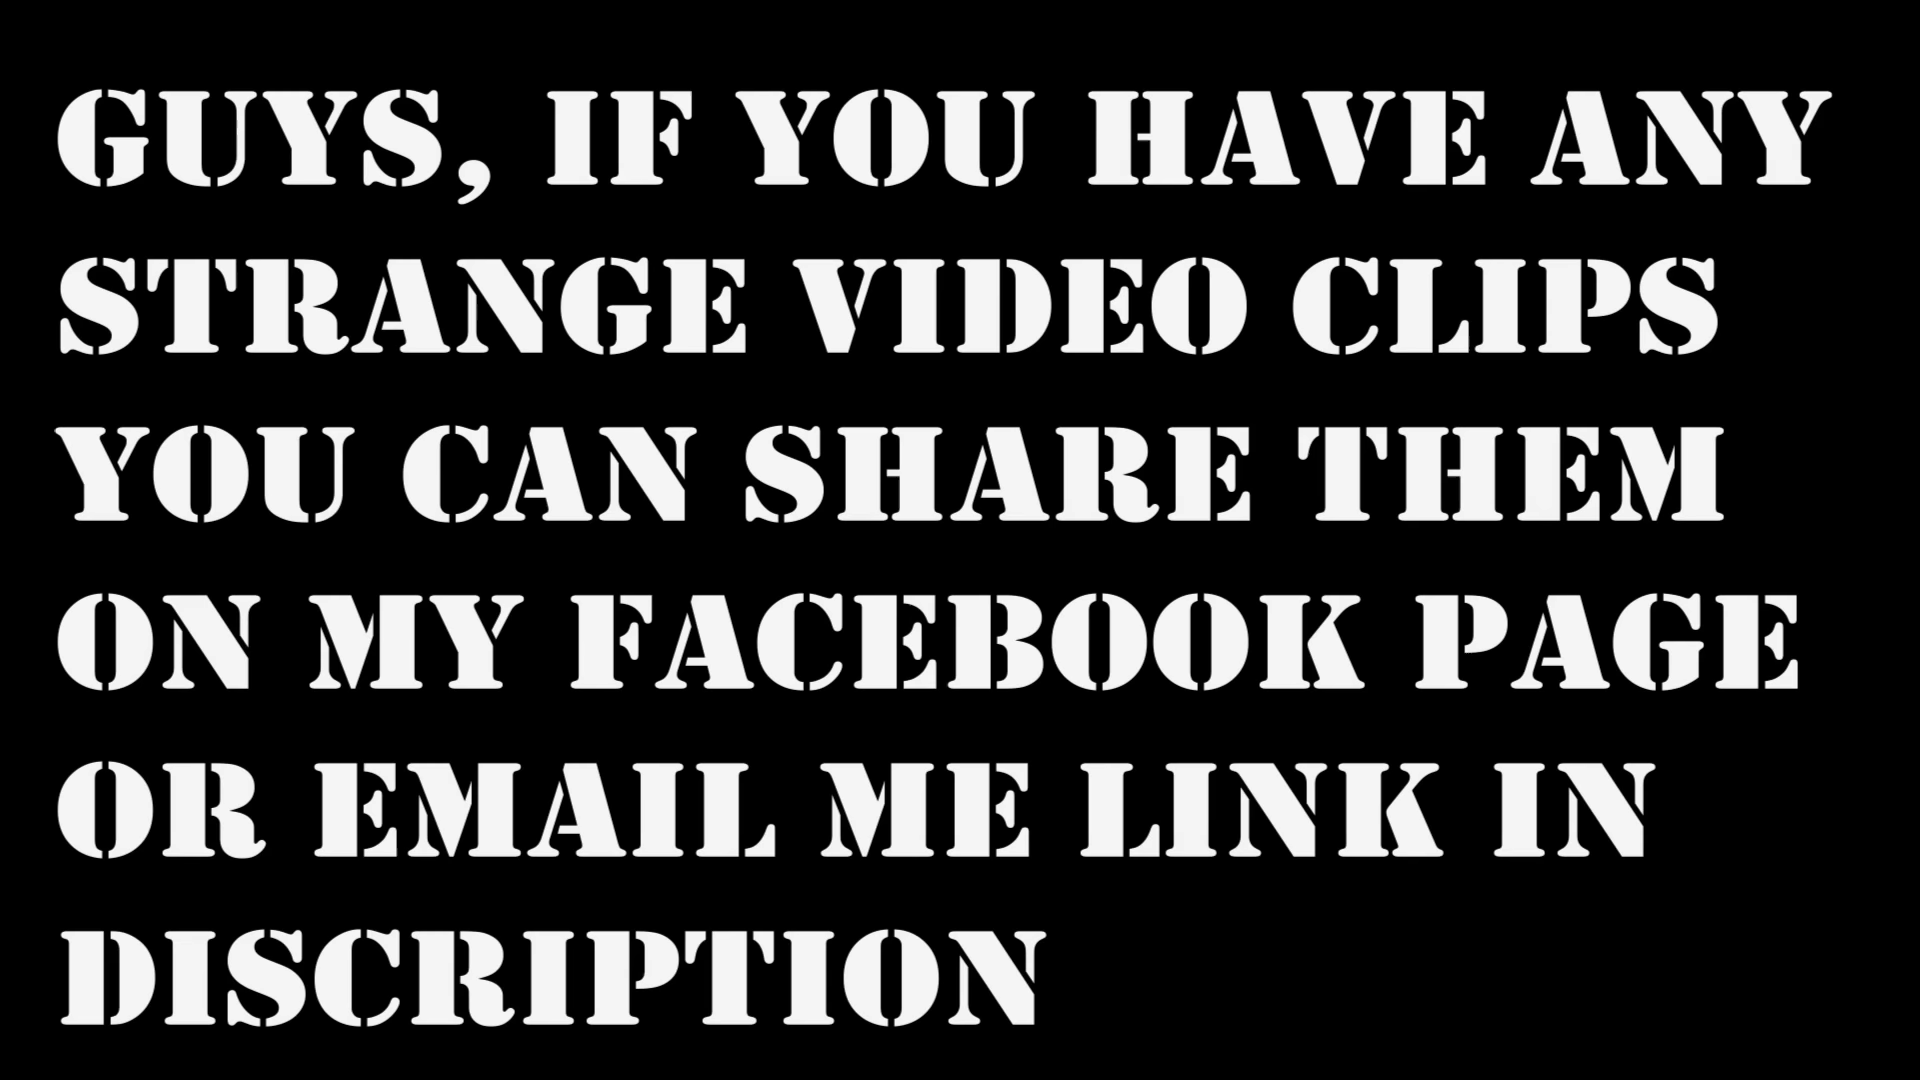 GUYS, IF YOU HAVE ANY
STRANGE VIDEO CLIPS
YOU CAN SHARE THEM
ON MY FACEBOOK PAGE
OR EMAIL ME LINK IN
DISCRIPTION